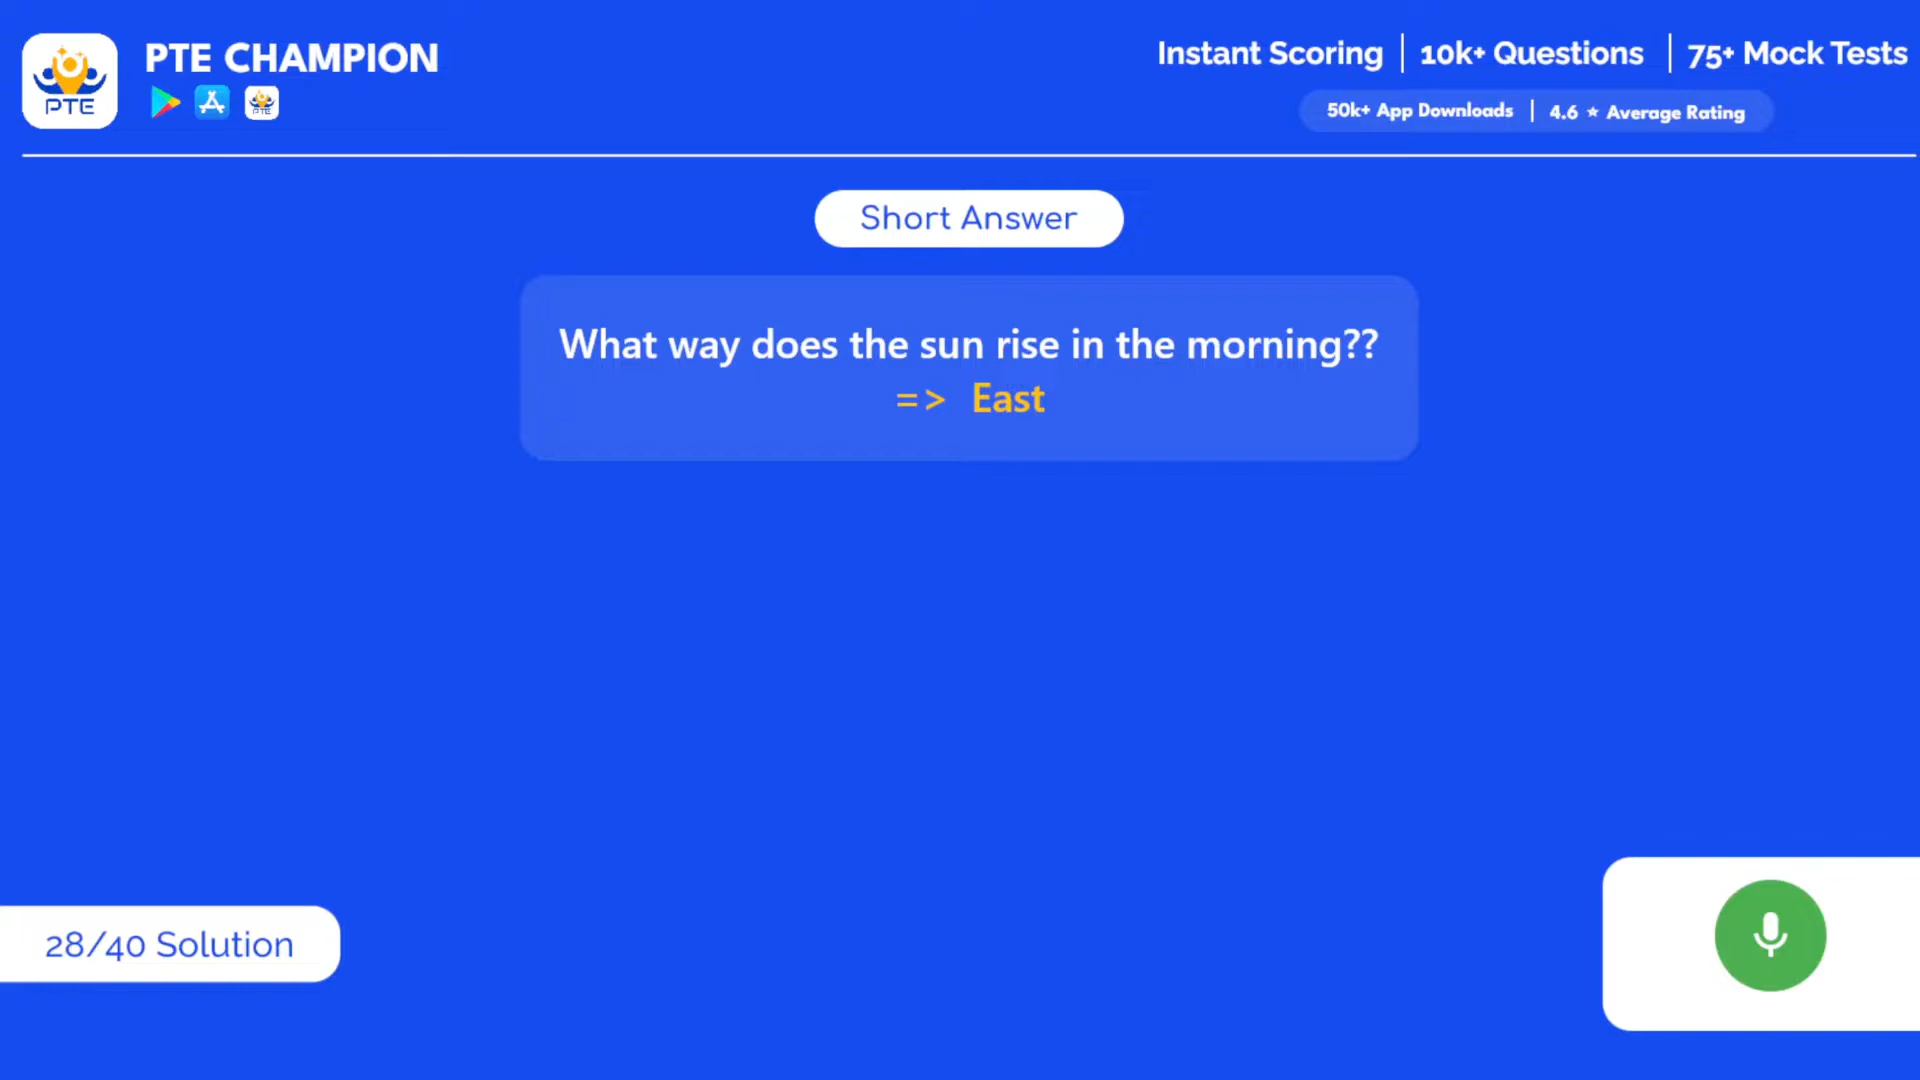 PTE CHAMPION
PTE
PTE
Instant Scoring | 10k+ Questions | 75+ Mock Tests
50k+ App Downloads | 4.6 ★ Average Rating
Short Answer
What way does the sun rise in the morning??
=> East
28/40 Solution